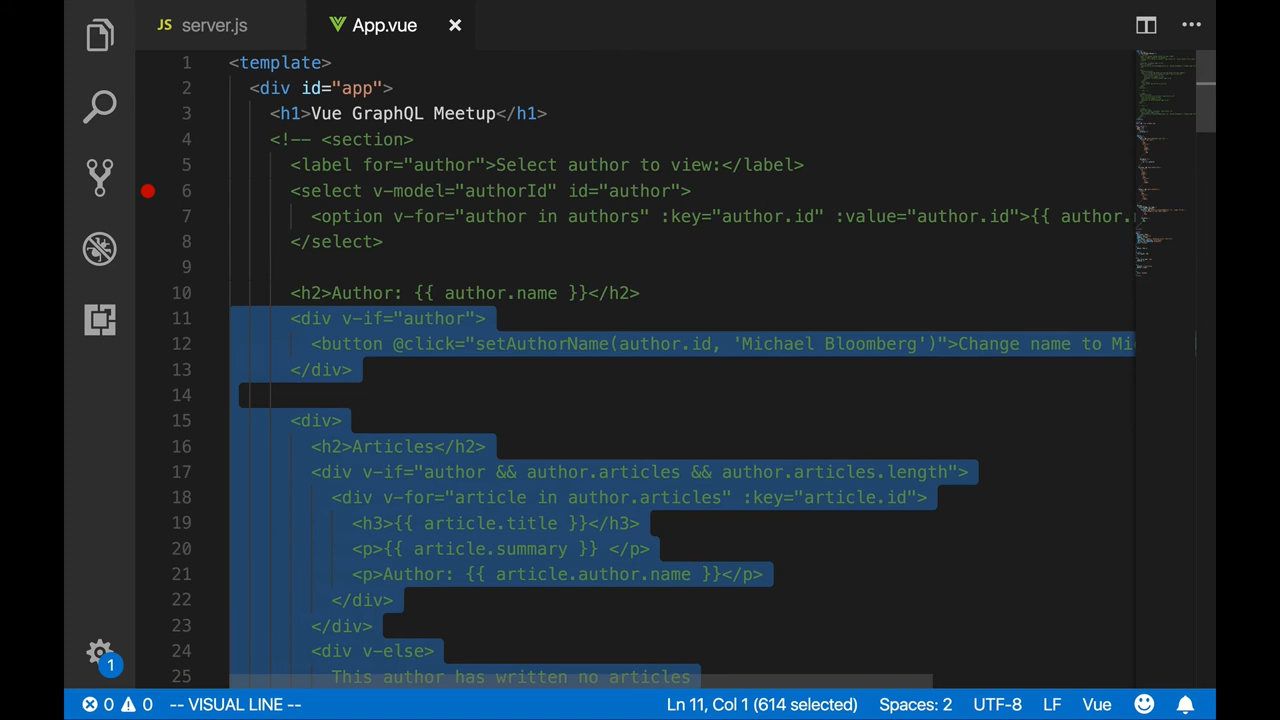 JS server.js
App.vue
1 <template>
2 <div id="app">
3 <h1>Vue GraphQL Meetup</h1>
4 <!-- <section>
5 <label for="author">Select author to view:</label>
6 <select v-model="authorId" id="author">
7 <option v-for="author in authors" :key="author.id" :value="author.id">{{ author.
8 </select>
9
10 <h2>Author: {{ author.name }}</h2>
11 <div v-if="author">
12 <button @click="setAuthorName(author.id, 'Michael Bloomberg')">Change name to Mi
13 </div>
14
15 <div>
16 <h2>Articles</h2>
17 <div v-if="author && author.articles && author.articles.length">
18 <div v-for="article in author.articles" :key="article.id">
19 <h3>{{ article.title }}</h3>
20 <p>{{ article.summary }} </p>
21 <p>Author: {{ article.author.name }}</p>
22 </div>
23 </div>
24 <div v-else>
25 This author has written no articles
1
0 0 -- VISUAL LINE -- Ln 11, Col 1 (614 selected) Spaces: 2 UTF-8 LF Vue